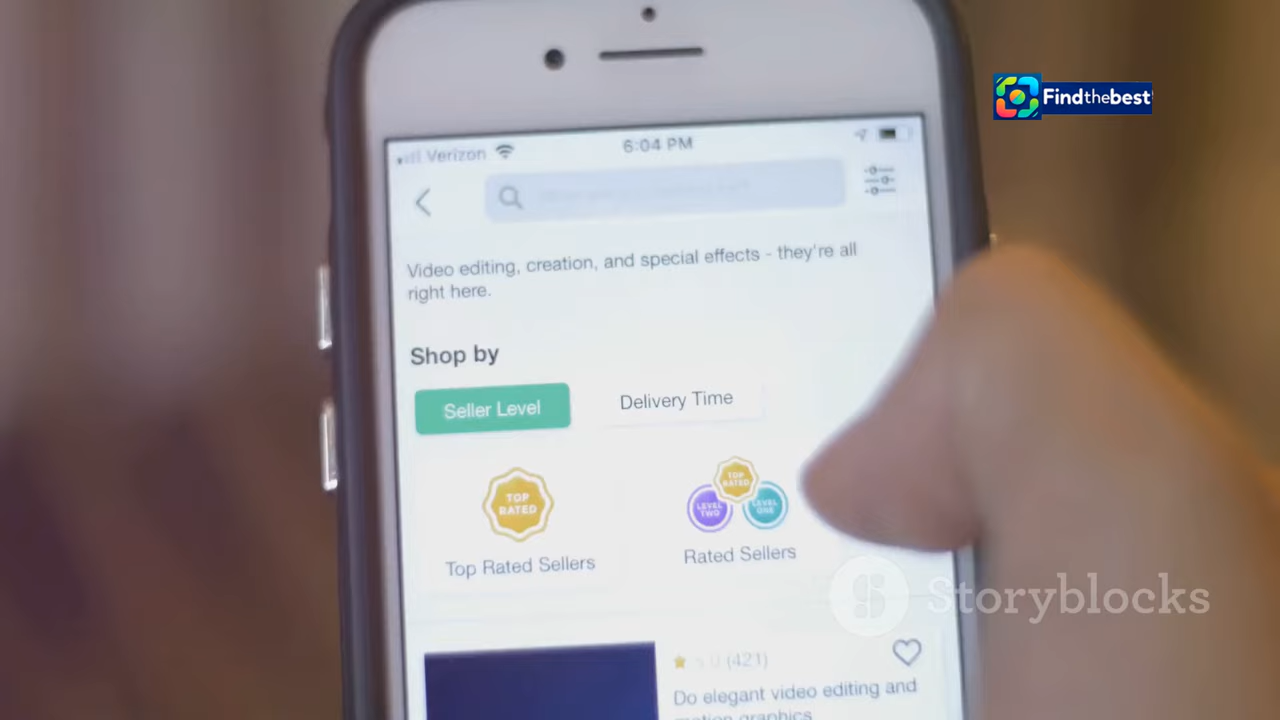 Findthebest
Verizon
6:04 PM
Video editing, creation, and special effects - they're all
right here.
Shop by
Seller Level
Delivery Time
TOP
RATED
TOP
RATED
LEVEL
TWO
LEVEL
ONE
Top Rated Sellers
Rated Sellers
Storyblocks
(421)
Do elegant video editing and
motion graphics